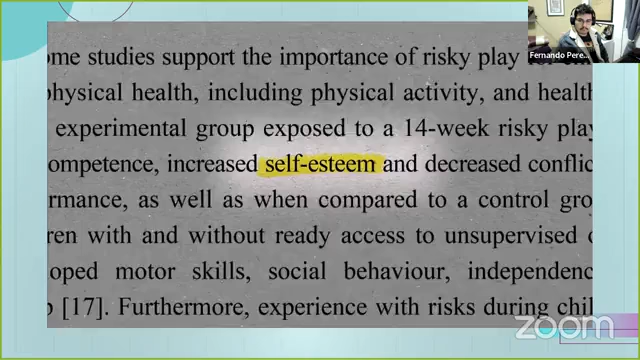 ome studies support the importance of risky play for
physical health, including physical activity, and health
experimental group exposed to a 14-week risky play
ompetence, increased self-esteem and decreased conflic
rmance, as well as when compared to a control gro
ren with and without ready access to unsupervised
loped motor skills, social behaviour, independenc
[17]. Furthermore, experience with risks during chil
Fernando Pere...
zoom